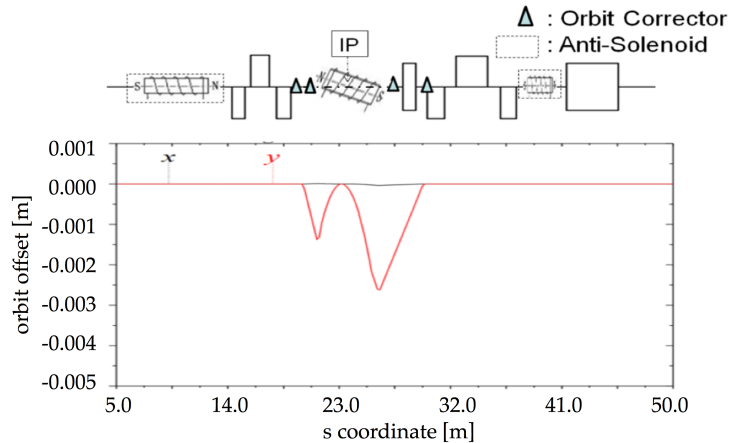 : Orbit Corrector
: Anti-Solenoid
IP
S N
N S
0.001
0.000
-0.001
-0.002
-0.003
-0.004
-0.005
x y
orbit offset [m]
5.0 14.0 23.0 32.0 41.0 50.0
s coordinate [m]